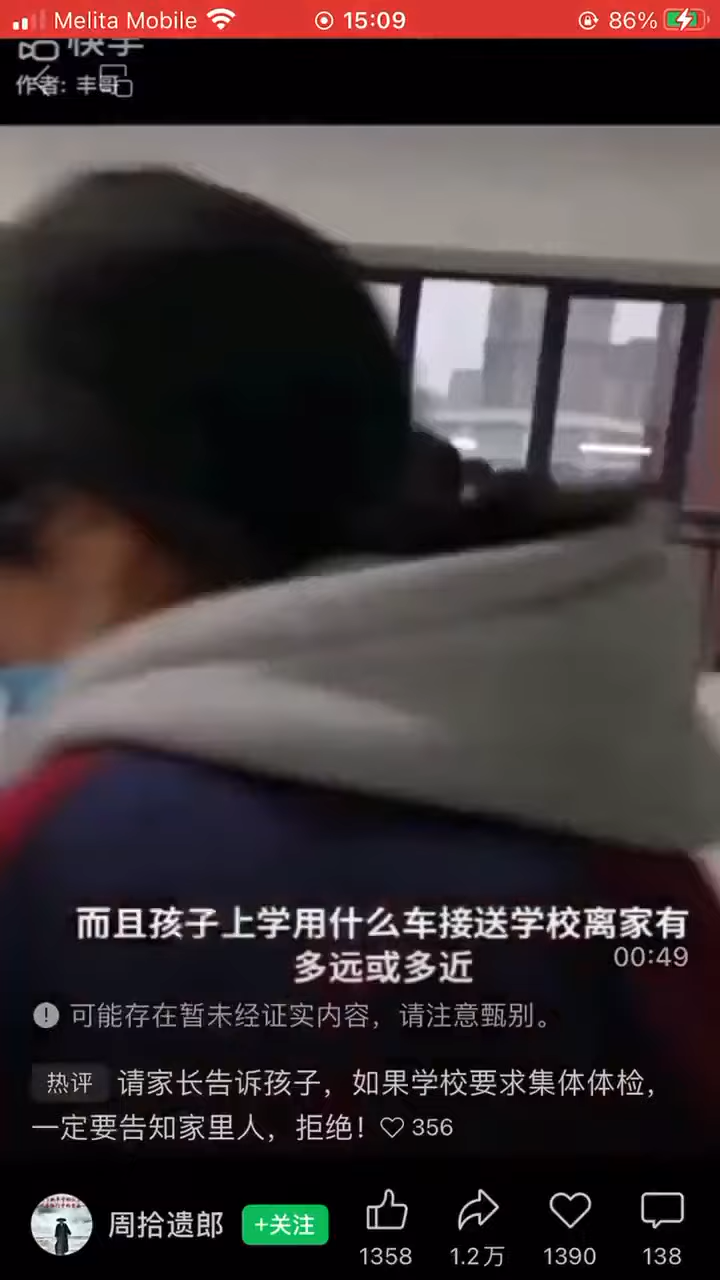 Melita Mobile 15:09 86%
快手
作者：丰哥
而且孩子上学用什么车接送学校离家有
多远或多近
00:49
可能存在暂未经证实内容，请注意甄别。
热评 请家长告诉孩子，如果学校要求集体体检，
一定要告知家里人，拒绝！ 356
周拾遗郎 +关注
1358 1.2万 1390 138